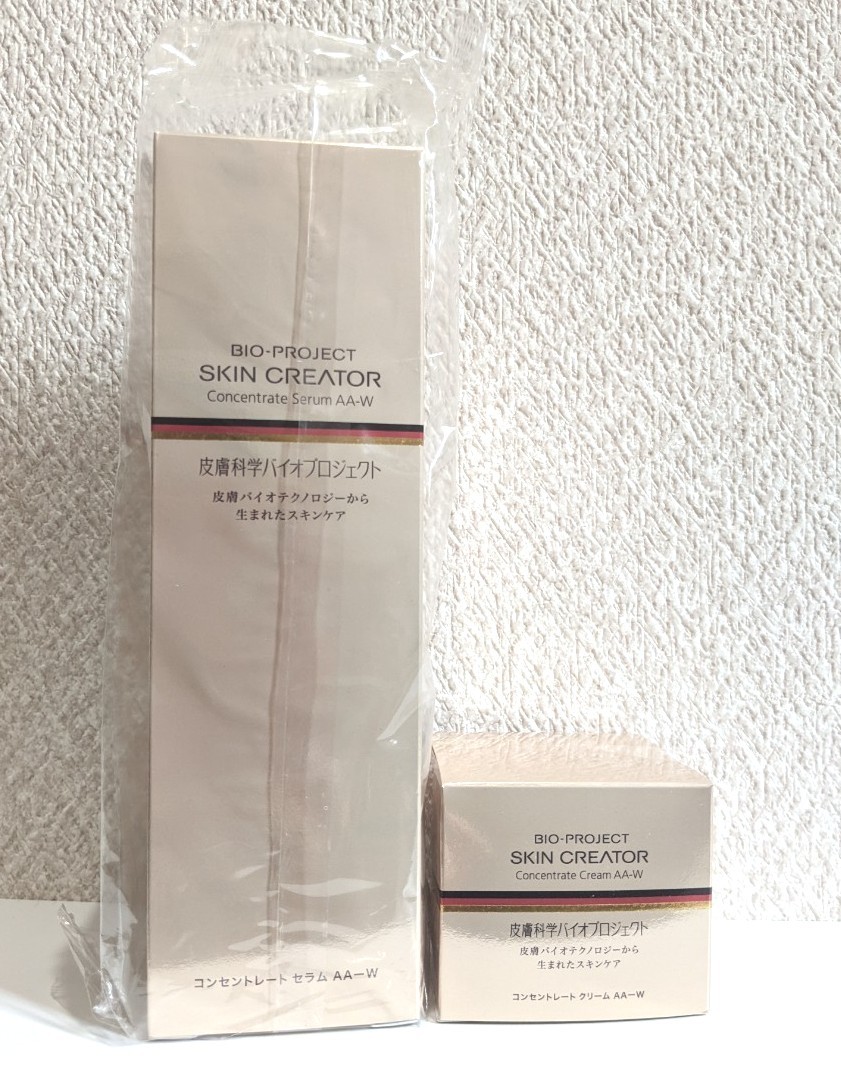 BIO-PROJECT
SKIN CREATOR
Concentrate Serum AA-W
皮膚科学バイオプロジェクト
皮膚バイオテクノロジーから
生まれたスキンケア
コンセントレート セラム AA－W
BIO-PROJECT
SKIN CREATOR
Concentrate Cream AA-W
皮膚科学バイオプロジェクト
皮膚バイオテクノロジーから
生まれたスキンケア
コンセントレート クリーム AA－W